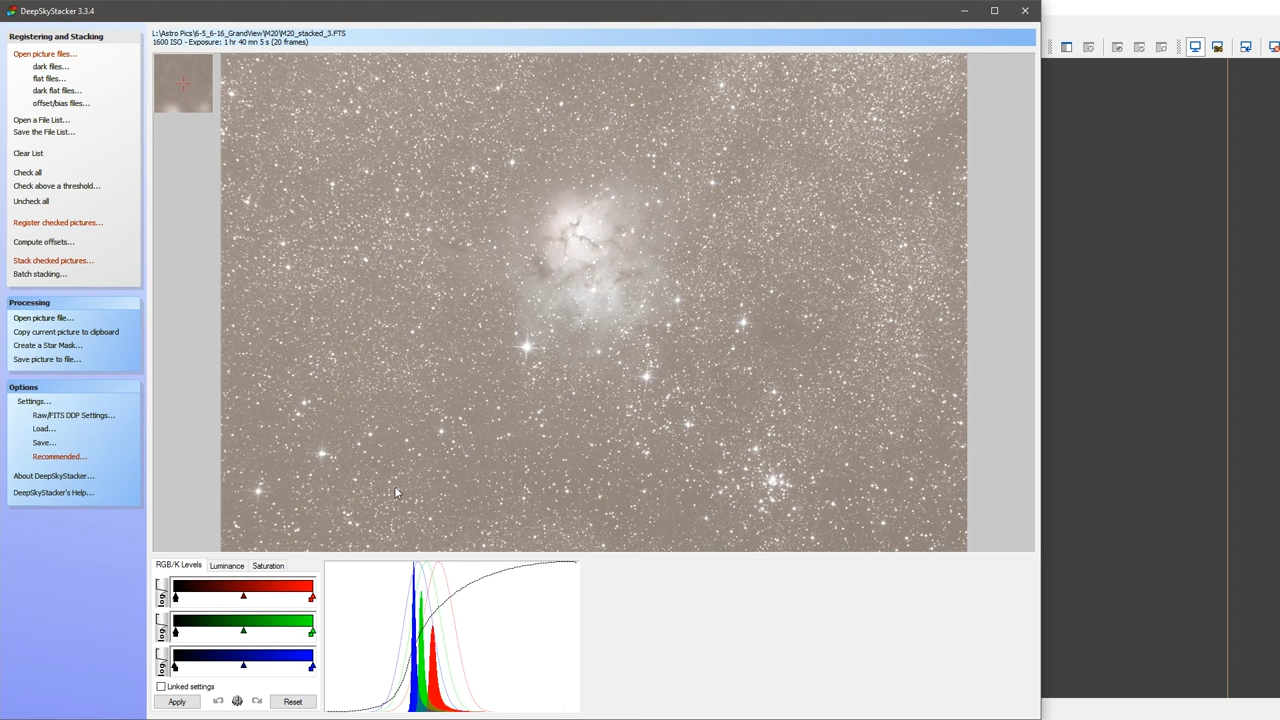 DeepSkyStacker 3.3.4
Registering and Stacking
Open picture files...
dark files...
flat files...
dark flat files...
offset/bias files...
Open a File List...
Save the File List...
Clear List
Check all
Check above a threshold...
Uncheck all
Register checked pictures...
Compute offsets...
Stack checked pictures...
Batch stacking...
Processing
Open picture file...
Copy current picture to clipboard
Create a Star Mask...
Save picture to file...
Options
Settings...
Raw/FITS DDP Settings...
Load...
Save...
Recommended...
About DeepSkyStacker...
DeepSkyStacker's Help...
L:\Astro Pics\6-5_6-16_GrandView\M20\M20_stacked_3.FTS
1600 ISO - Exposure: 1 hr 40 mn 5 s (20 frames)
RGB/K Levels Luminance Saturation
log
log
log
Linked settings
Apply Reset